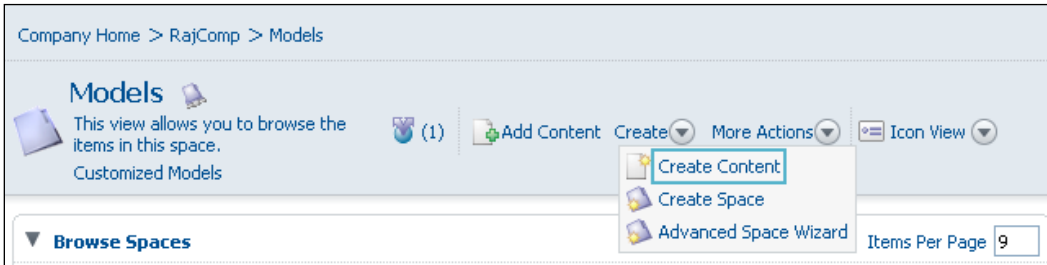 Company Home > RajComp > Models
Models
This view allows you to browse the
items in this space.
Customized Models
(1) Add Content Create More Actions Icon View
Create Content
Create Space
Advanced Space Wizard
Browse Spaces Items Per Page 9